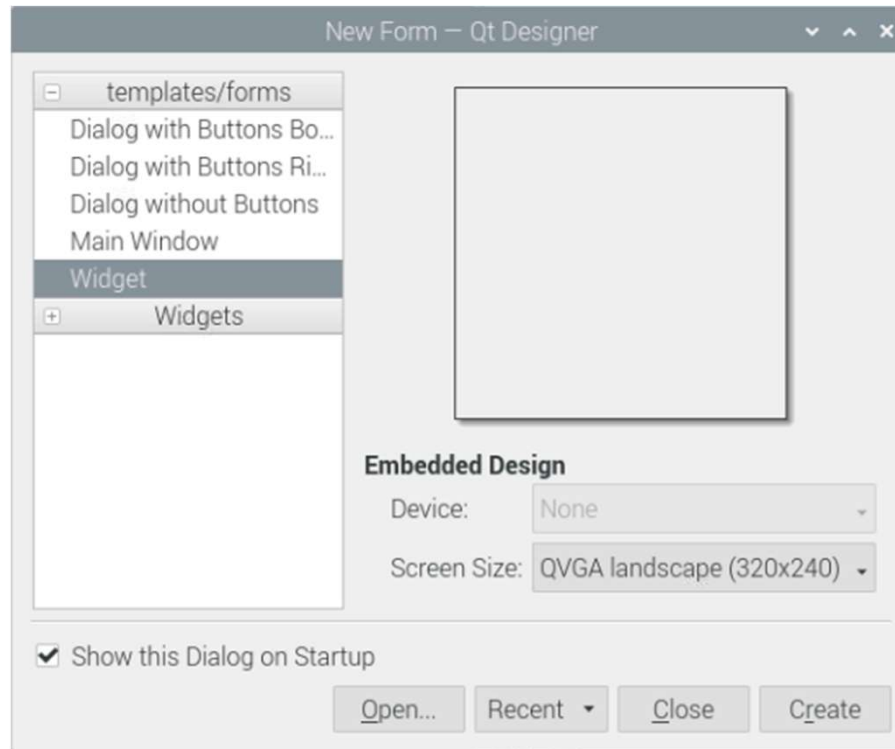 New Form — Qt Designer
templates/forms
Dialog with Buttons Bo...
Dialog with Buttons Ri...
Dialog without Buttons
Main Window
Widget
Widgets
Embedded Design
Device: None
Screen Size: QVGA landscape (320x240)
Show this Dialog on Startup
Open... Recent Close Create